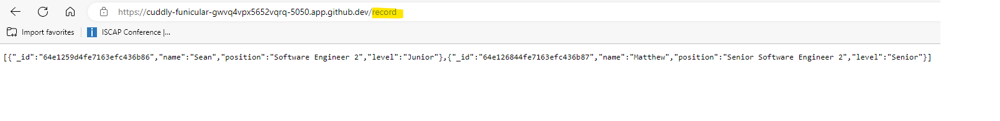 https://cuddly-funicular-gwvq4vpx5652vqrq-5050.app.github.dev/record
Import favorites
i ISCAP Conference |...
[{"_id":"64e1259d4fe7163efc436b86","name":"Sean","position":"Software Engineer 2","level":"Junior"},{"_id":"64e126844fe7163efc436b87","name":"Matthew","position":"Senior Software Engineer 2","level":"Senior"}]